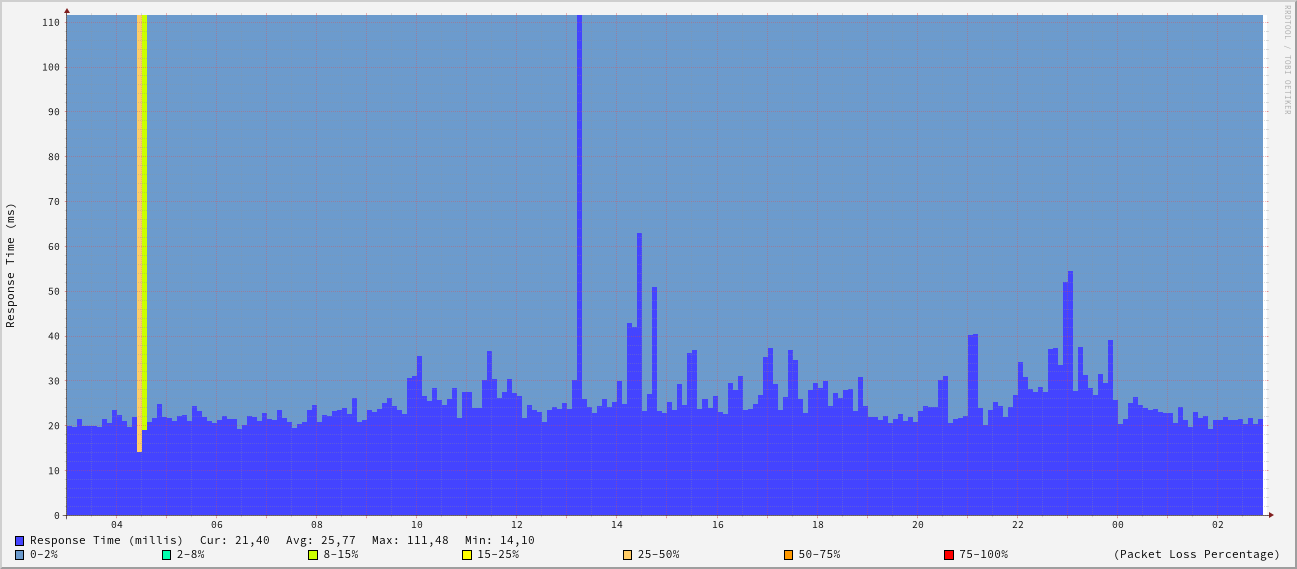 RRDTOOL / TOBI OETIKER
Response Time (ms)
110
100
90
80
70
60
50
40
30
20
10
0
04 06 08 10 12 14 16 18 20 22 00 02
Response Time (millis) Cur: 21,40 Avg: 25,77 Max: 111,48 Min: 14,10
0-2% 2-8% 8-15% 15-25% 25-50% 50-75% 75-100% (Packet Loss Percentage)